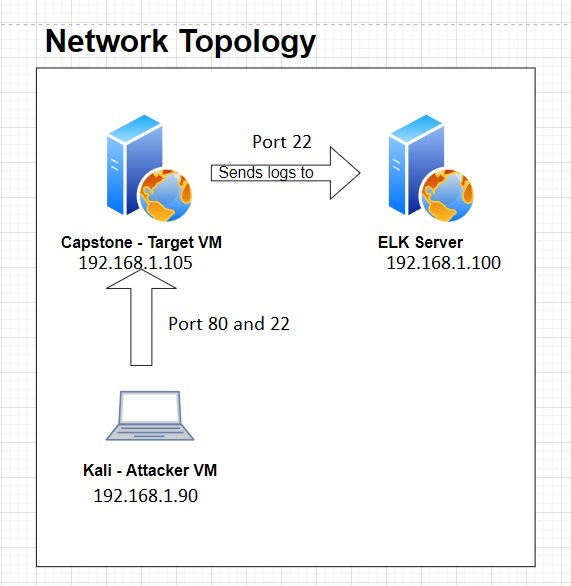 Network Topology
Port 22
Sends logs to
Capstone - Target VM
192.168.1.105
ELK Server
192.168.1.100
Port 80 and 22
Kali - Attacker VM
192.168.1.90